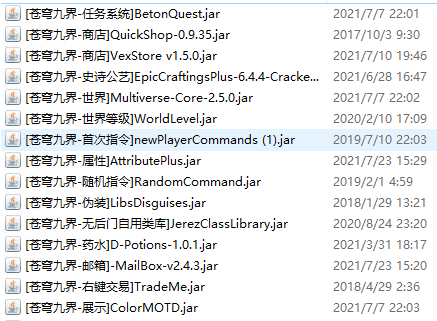 [苍穹九界-任务系统]BetonQuest.jar 2021/7/7 22:01
[苍穹九界-商店]QuickShop-0.9.35.jar 2017/10/3 9:30
[苍穹九界-商店]VexStore v1.5.0.jar 2021/7/10 19:46
[苍穹九界-史诗公艺]EpicCraftingsPlus-6.4.4-Cracke... 2021/6/28 16:47
[苍穹九界-世界]Multiverse-Core-2.5.0.jar 2021/7/7 22:02
[苍穹九界-世界等级]WorldLevel.jar 2020/2/10 17:09
[苍穹九界-首次指令]newPlayerCommands (1).jar 2019/7/10 22:03
[苍穹九界-属性]AttributePlus.jar 2021/7/23 15:29
[苍穹九界-随机指令]RandomCommand.jar 2019/2/1 4:59
[苍穹九界-伪装]LibsDisguises.jar 2018/1/29 13:21
[苍穹九界-无后门自用类库]JerezClassLibrary.jar 2020/8/24 23:20
[苍穹九界-药水]D-Potions-1.0.1.jar 2021/3/31 18:17
[苍穹九界-邮箱]-MailBox-v2.4.3.jar 2021/7/23 15:20
[苍穹九界-右键交易]TradeMe.jar 2018/4/29 2:36
[苍穹九界-展示]ColorMOTD.jar 2021/7/7 22:03